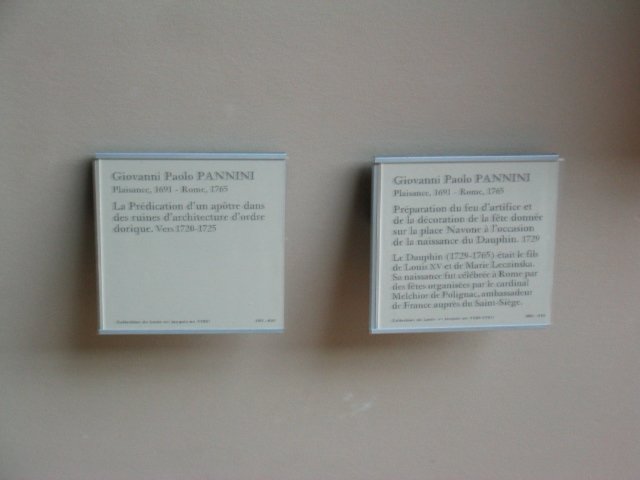 Giovanni Paolo PANNINI
Plaisance, 1691 - Rome, 1765
La Prédication d'un apôtre dans
des ruines d'architecture d'ordre
dorique. Vers 1720-1725
Giovanni Paolo PANNINI
Plaisance, 1691 - Rome, 1765
Préparation du feu d'artifice et
de la décoration de la fête donnée
sur la place Navone à l'occasion
de la naissance du Dauphin. 1729
Le Dauphin (1729-1765) était le fils
de Louis XV et de Marie Leczinska.
Sa naissance fut célébrée à Rome par
des fêtes organisées par le cardinal
Melchior de Polignac, ambassadeur
de France auprès du Saint-Siège.